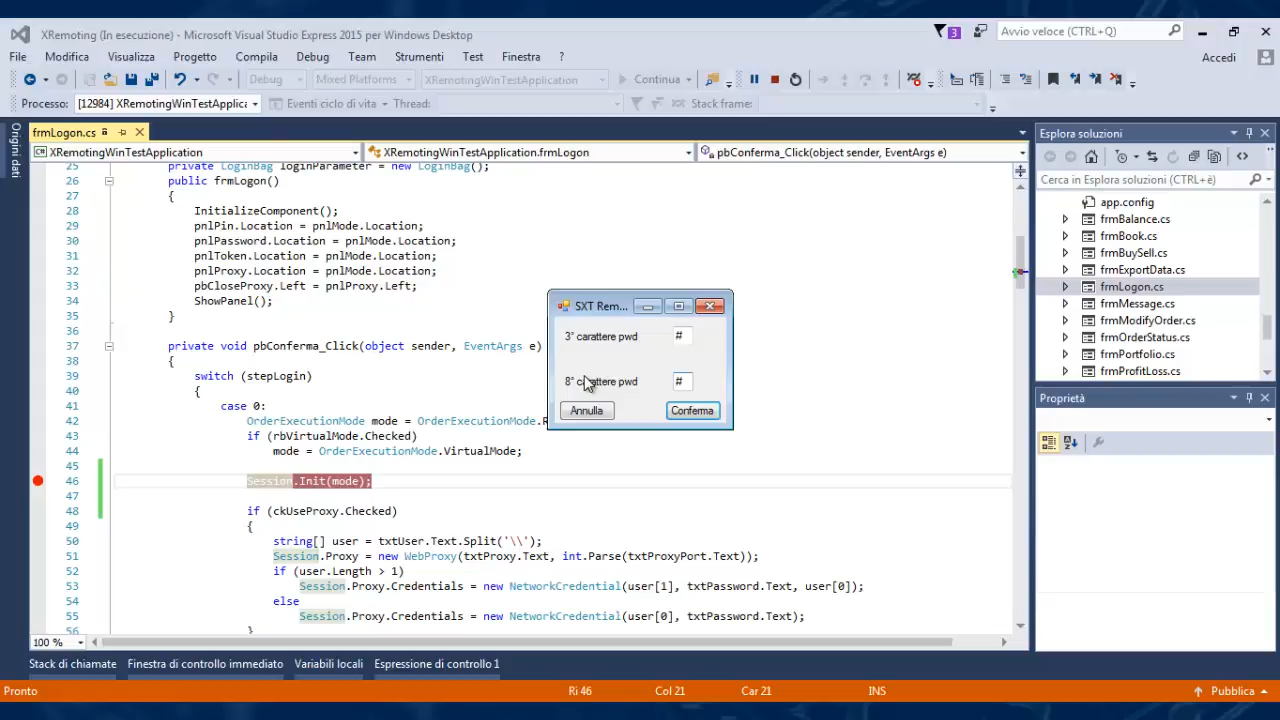 XRemoting (In esecuzione) - Microsoft Visual Studio Express 2015 per Windows Desktop
3
Avvio veloce (CTRL+Q)
File Modifica Visualizza Progetto Compila Debug Team Strumenti Test Finestra ?
Accedi
Debug Mixed Platforms XRemotingWinTestApplication Continua
Processo: [12984] XRemotingWinTestApplica Eventi ciclo di vita Thread: Stack frame:
Origini dati
frmLogon.cs
XRemotingWinTestApplication XRemotingWinTestApplication.frmLogon pbConferma_Click(object sender, EventArgs e)
25 private LoginBag loginParameter = new LoginBag();
26 public frmLogon()
27 {
28 InitializeComponent();
29 pnlPin.Location = pnlMode.Location;
30 pnlPassword.Location = pnlMode.Location;
31 pnlToken.Location = pnlMode.Location;
32 pnlProxy.Location = pnlMode.Location;
33 pbCloseProxy.Left = pnlProxy.Left;
34 ShowPanel();
35 }
36
37 private void pbConferma_Click(object sender, EventArgs e)
38 {
39 switch (stepLogin)
40 {
41 case 0:
42 OrderExecutionMode mode = OrderExecutionMode.
43 if (rbVirtualMode.Checked)
44 mode = OrderExecutionMode.VirtualMode;
45
46 Session.Init(mode);
47
48 if (ckUseProxy.Checked)
49 {
50 string[] user = txtUser.Text.Split('\\');
51 Session.Proxy = new WebProxy(txtProxy.Text, int.Parse(txtProxyPort.Text));
52 if (user.Length > 1)
53 Session.Proxy.Credentials = new NetworkCredential(user[1], txtPassword.Text, user[0]);
54 else
55 Session.Proxy.Credentials = new NetworkCredential(user[0], txtPassword.Text);
56 }
SXT Rem...
3° carattere pwd #
8° carattere pwd #
Annulla Conferma
100 %
Esplora soluzioni
Cerca in Esplora soluzioni (CTRL+è)
app.config
frmBalance.cs
frmBook.cs
frmBuySell.cs
frmExportData.cs
frmLogon.cs
frmMessage.cs
frmModifyOrder.cs
frmOrderStatus.cs
frmPortfolio.cs
frmProfitLoss.cs
Proprietà
Stack di chiamate Finestra di controllo immediato Variabili locali Espressione di controllo 1
Pronto Ri 46 Col 21 Car 21 INS Pubblica